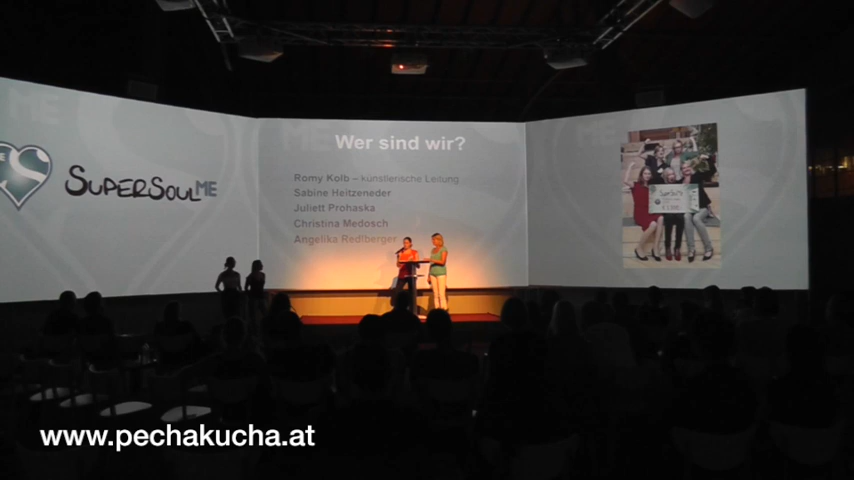 SUPERSOULME
Wer sind wir?
Romy Kolb – künstlerische Leitung
Sabine Heitzeneder
Juliett Prohaska
Christina Medosch
Angelika Redlberger
www.pechakucha.at